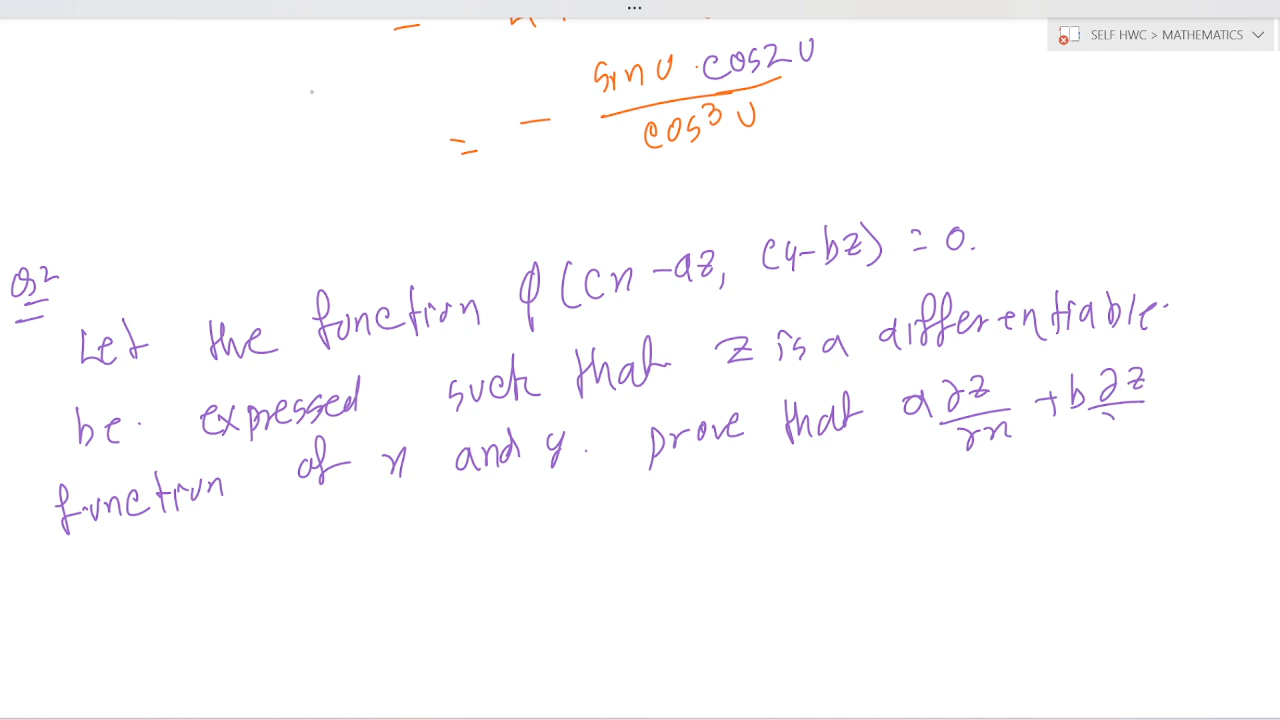 SELF HWC > MATHEMATICS
sin u . cos2u
= -
cos³ u
Q2
Let the function φ(cx - az, cy - bz) = 0.
be. expressed such that z is a differentiable.
function of x and y. prove that a ∂z/∂x + b ∂z